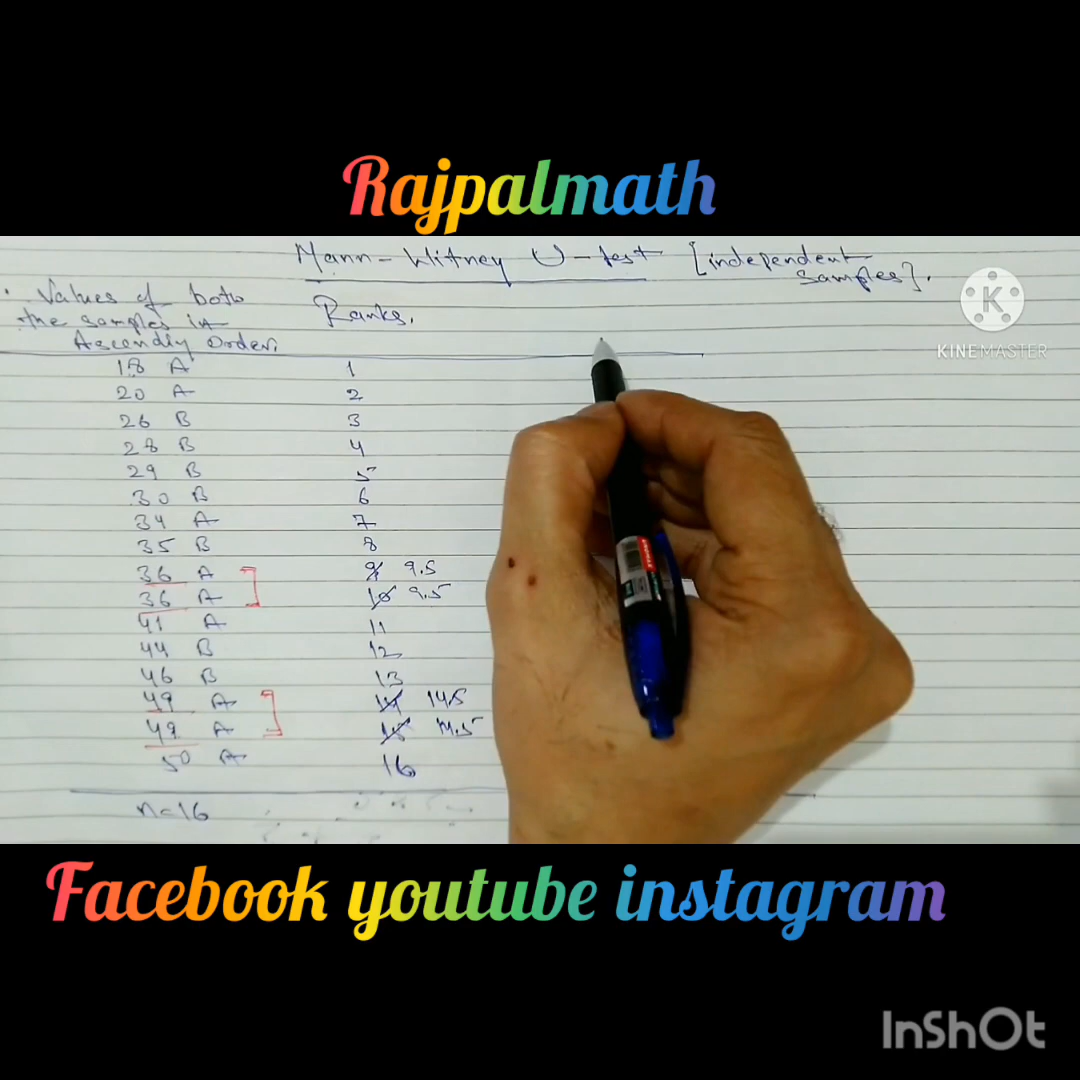 Rajpalmath
Mann-Witney U-test [independent
samples].
Values of both
the samples in
Ascendig Order.
Ranks.
K
KINEMASTER
18 A 1
20 A 2
26 B 3
28 B 4
29 B 5
30 B 6
34 A 7
35 B 8
36 A 9 9.5
36 A 10 9.5
41 A 11
44 B 12
46 B 13
49 A 14 14.5
49 A 15 14.5
50 A 16
n=16
Facebook youtube instagram
InShOt